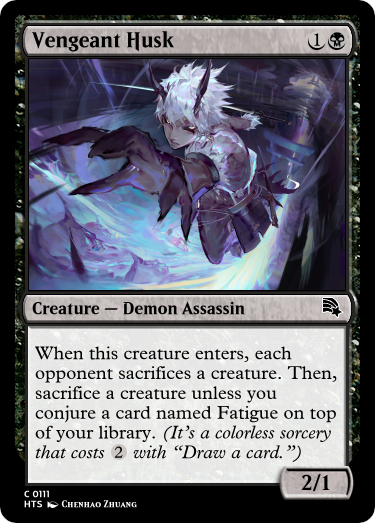 Vengeant Husk 1
Creature — Demon Assassin
When this creature enters, each
opponent sacrifices a creature. Then,
sacrifice a creature unless you
conjure a card named Fatigue on top
of your library. (It's a colorless sorcery
that costs 2 with “Draw a card.”)
2/1
C 0111
HTS Chenhao Zhuang